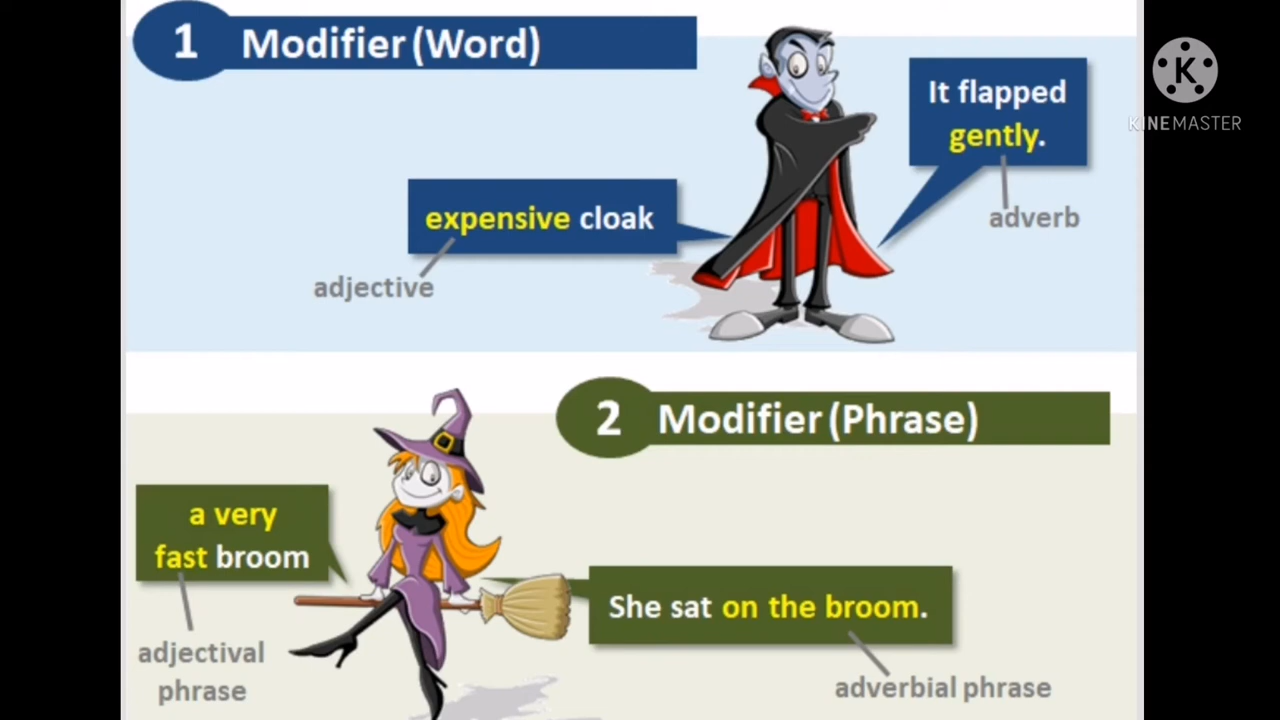 1 Modifier (Word)
K
KINEMASTER
It flapped
gently.
adverb
expensive cloak
adjective
2 Modifier (Phrase)
a very
fast broom
adjectival
phrase
She sat on the broom.
adverbial phrase